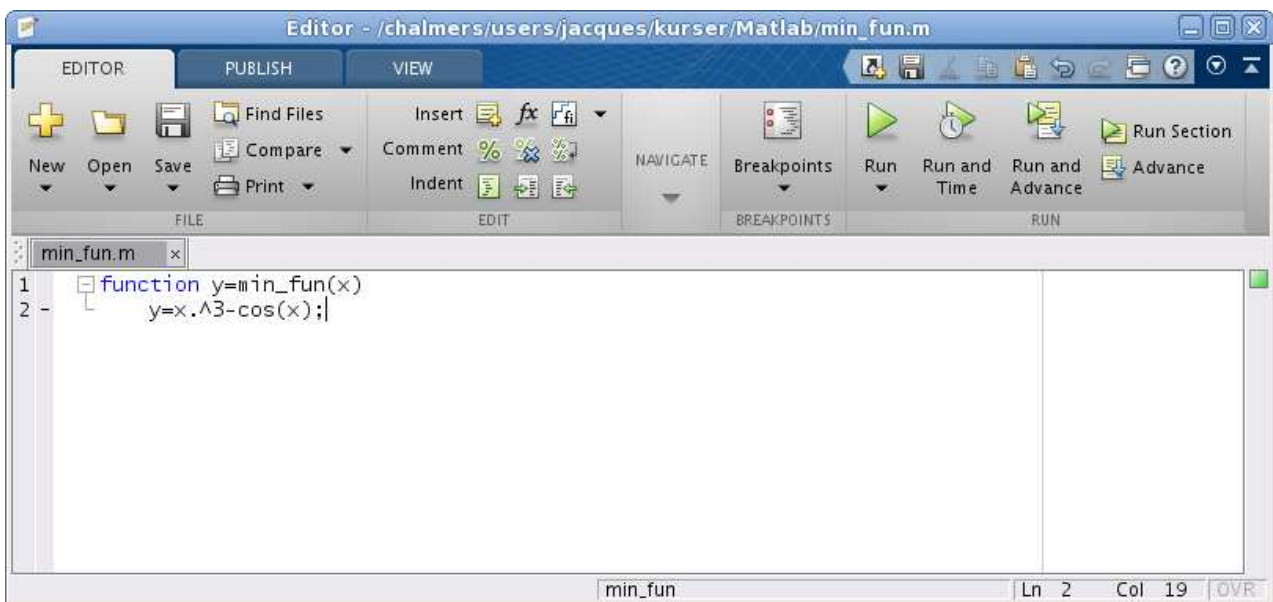 Editor - /chalmers/users/jacques/kurser/Matlab/min_fun.m
EDITOR PUBLISH VIEW
New Open Save
Find Files
Compare
Print
FILE
Insert fx fi
Comment % % %
Indent
EDIT
NAVIGATE
Breakpoints
BREAKPOINTS
Run
Run and Time
Run and Advance
Run Section
Advance
RUN
min_fun.m ×
1 function y=min_fun(x)
2 - y=x.^3-cos(x);
min_fun Ln 2 Col 19 OVR